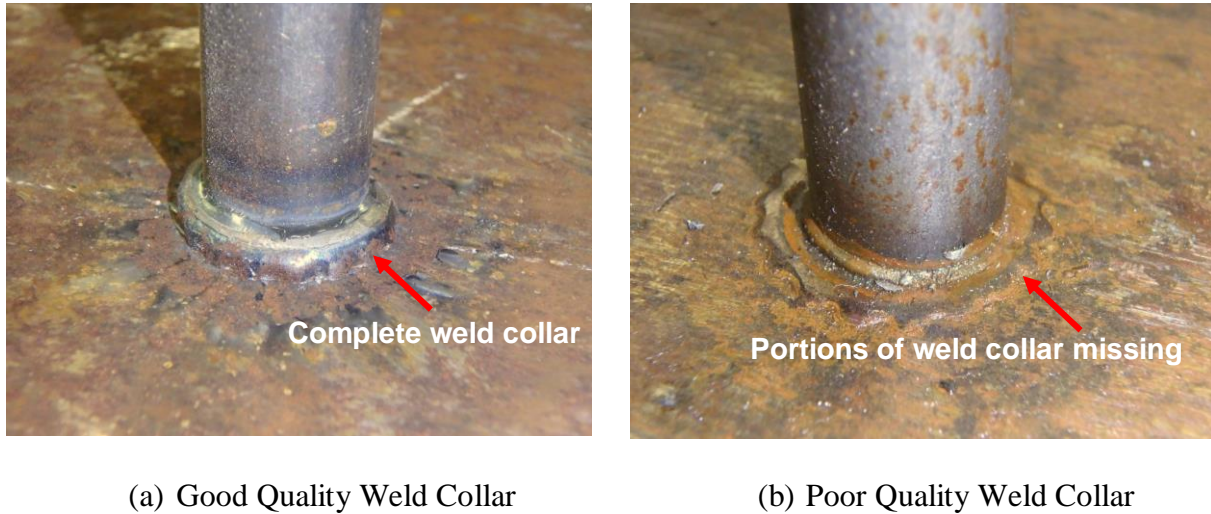 Complete weld collar
Portions of weld collar missing
(a) Good Quality Weld Collar
(b) Poor Quality Weld Collar